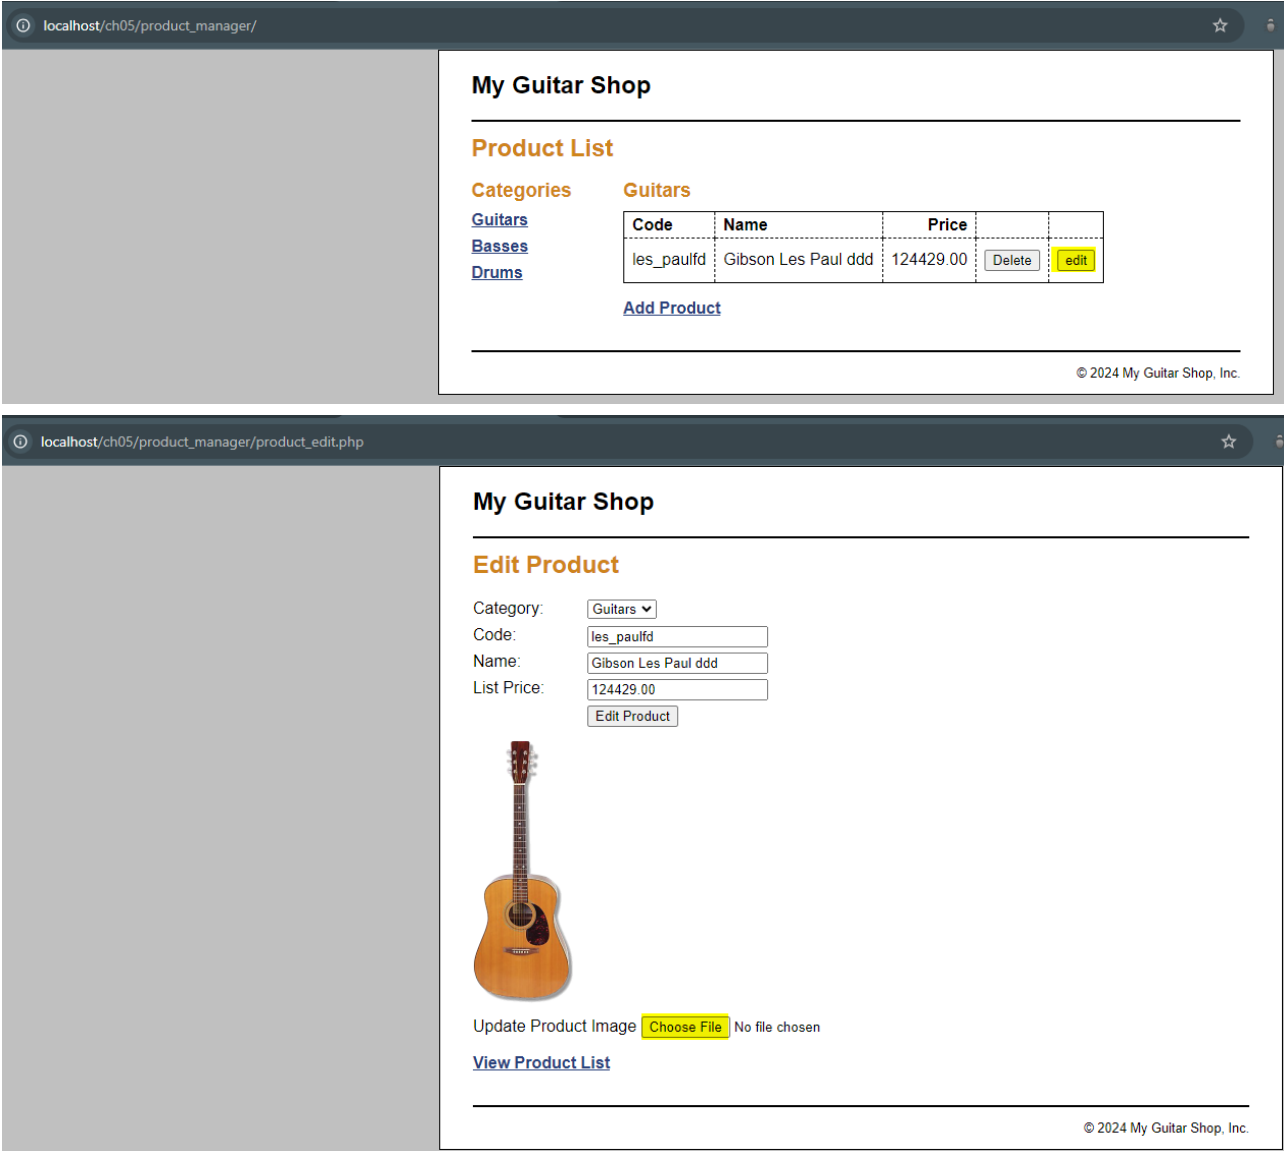 localhost/ch05/product_manager/
My Guitar Shop
Product List
Categories
Guitars
Basses
Drums
Guitars
Code Name Price
les_paulfd Gibson Les Paul ddd 124429.00 Delete edit
Add Product
© 2024 My Guitar Shop, Inc.
localhost/ch05/product_manager/product_edit.php
My Guitar Shop
Edit Product
Category: Guitars
Code: les_paulfd
Name: Gibson Les Paul ddd
List Price: 124429.00
Edit Product
Update Product Image Choose File No file chosen
View Product List
© 2024 My Guitar Shop, Inc.